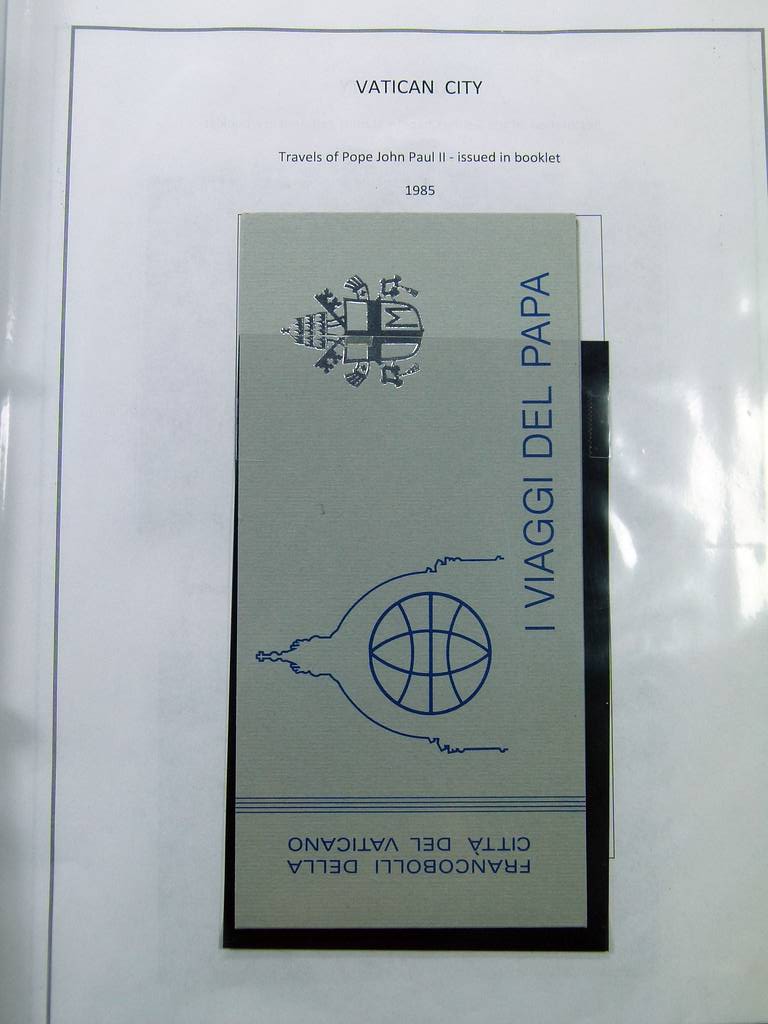 VATICAN CITY
Travels of Pope John Paul II - issued in booklet
1985
M
I VIAGGI DEL PAPA
FRANCOBOLLI DELLA
CITTÀ DEL VATICANO